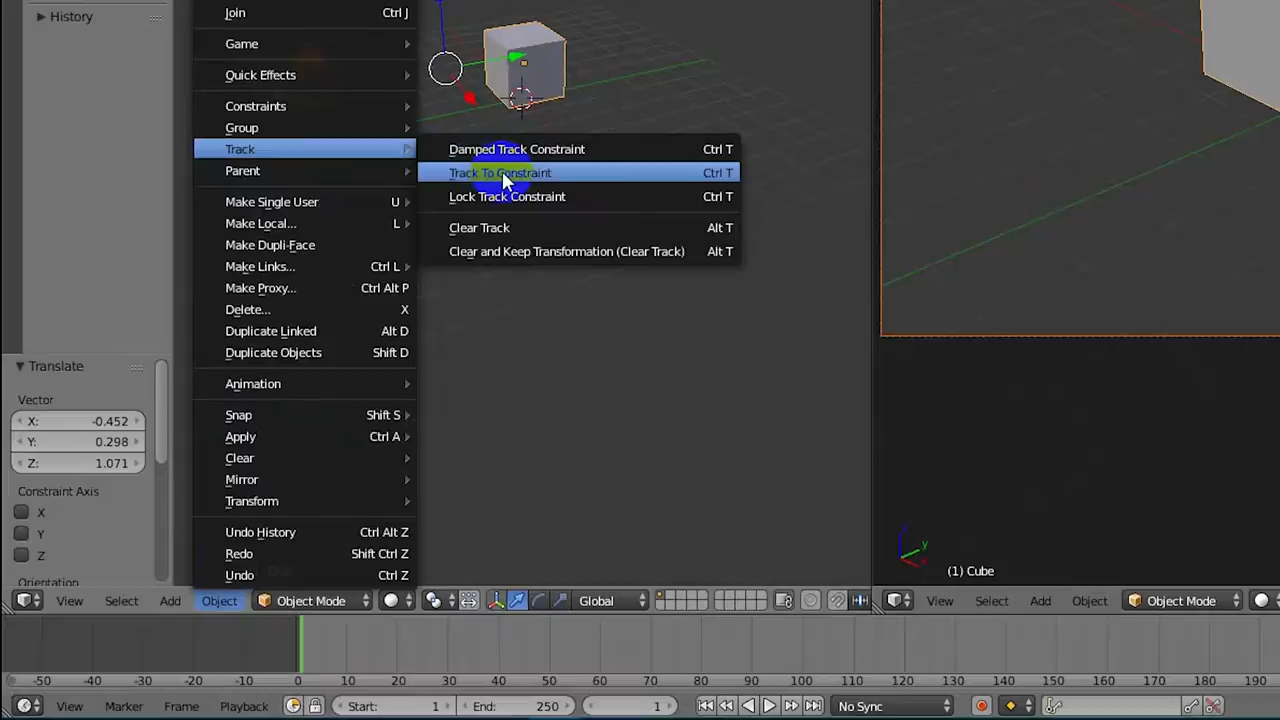 History
Join Ctrl J
Game
Quick Effects
Constraints
Group
Track
Parent
Make Single User U
Make Local... L
Make Dupli-Face
Make Links... Ctrl L
Make Proxy... Ctrl Alt P
Delete... X
Duplicate Linked Alt D
Duplicate Objects Shift D
Animation
Snap Shift S
Apply Ctrl A
Clear
Mirror
Transform
Undo History Ctrl Alt Z
Redo Shift Ctrl Z
Undo Ctrl Z
Damped Track Constraint Ctrl T
Track To Constraint Ctrl T
Lock Track Constraint Ctrl T
Clear Track Alt T
Clear and Keep Transformation (Clear Track) Alt T
Translate
Vector
X: -0.452
Y: 0.298
Z: 1.071
Constraint Axis
X
Y
Z
Orientation
y
(1) Cube
View Select Add Object Object Mode Global
View Select Add Object Object Mode
-50 -40 -30 -20 -10 0 10 20 30 40 50 60 70 80 90 100 110 120 130 140 150 160 170 180 190
View Marker Frame Playback Start: 1 End: 250 1 No Sync